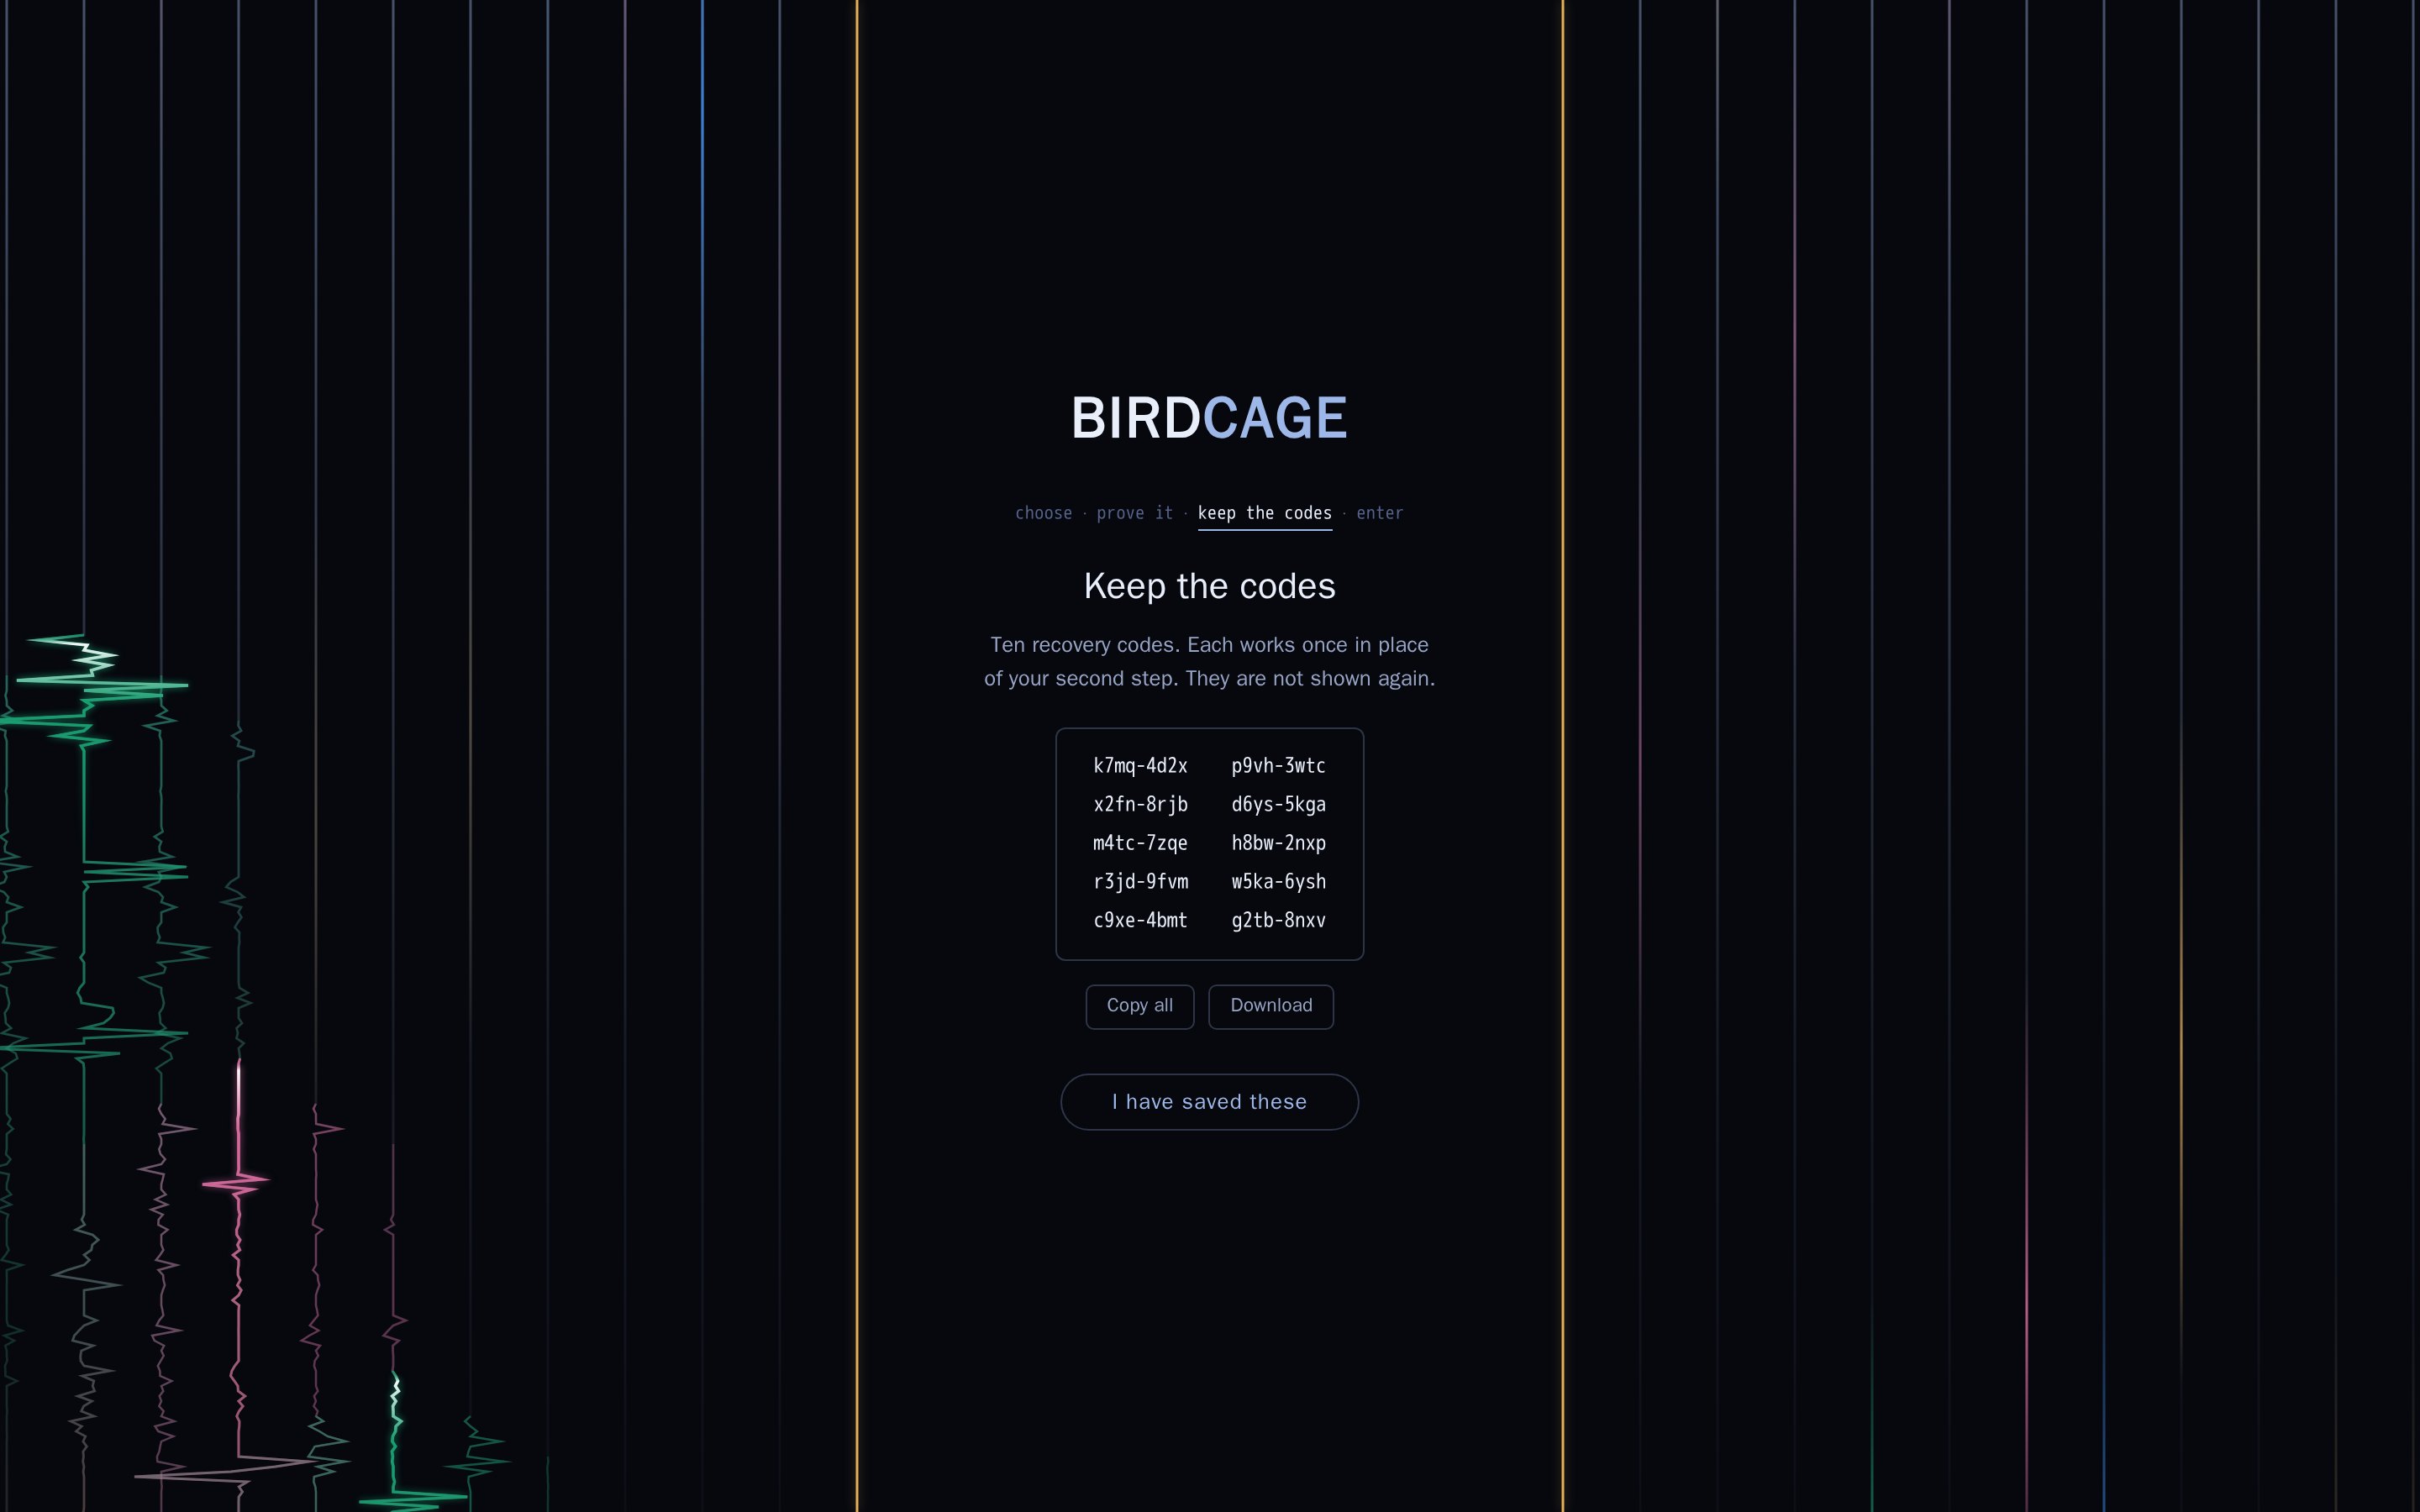 BIRDCAGE
choose · prove it · keep the codes · enter
Keep the codes
Ten recovery codes. Each works once in place
of your second step. They are not shown again.
k7mq-4d2x p9vh-3wtc
x2fn-8rjb d6ys-5kga
m4tc-7zqe h8bw-2nxp
r3jd-9fvm w5ka-6ysh
c9xe-4bmt g2tb-8nxv
Copy all Download
I have saved these